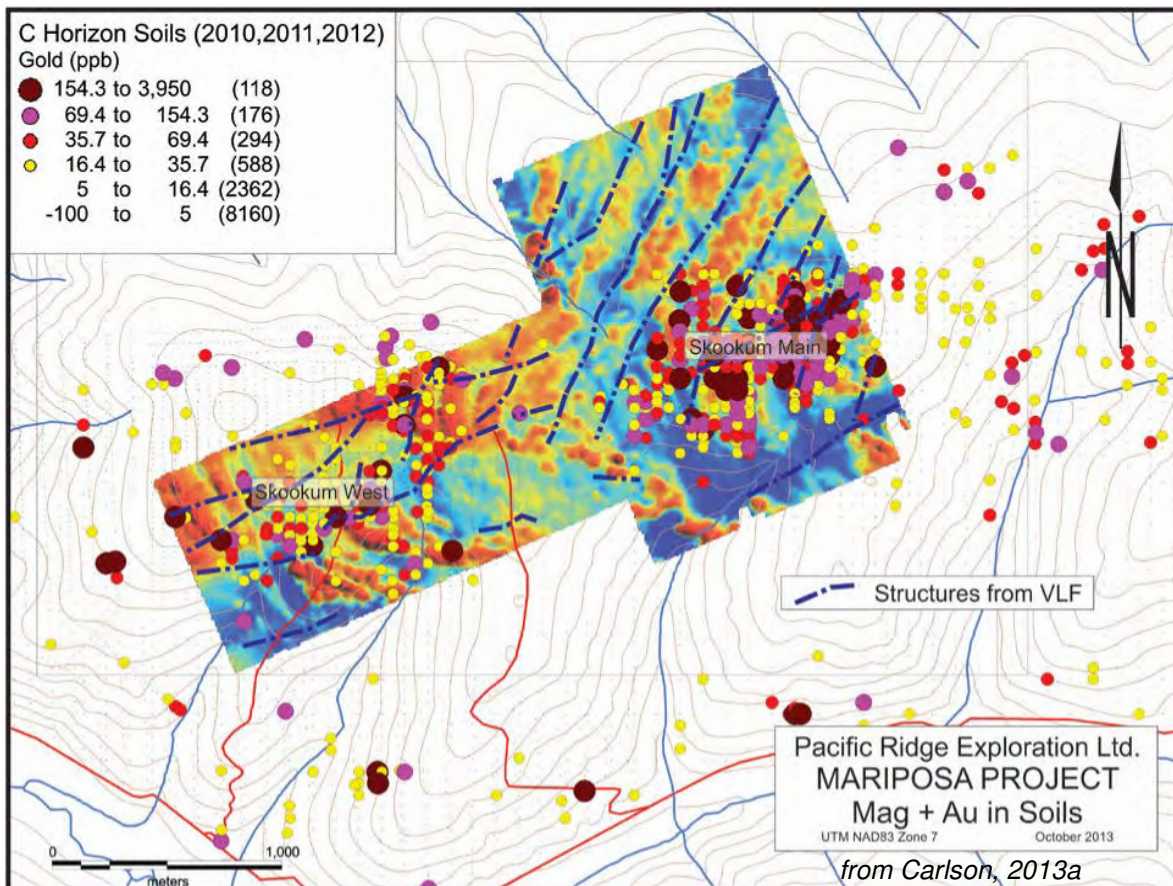 C Horizon Soils (2010,2011,2012)
Gold (ppb)
154.3 to 3,950 (118)
69.4 to 154.3 (176)
35.7 to 69.4 (294)
16.4 to 35.7 (588)
5 to 16.4 (2362)
-100 to 5 (8160)
N
Skookum Main
Skookum West
Structures from VLF
Pacific Ridge Exploration Ltd.
MARIPOSA PROJECT
Mag + Au in Soils
UTM NAD83 Zone 7 October 2013
from Carlson, 2013a
0 1,000
meters